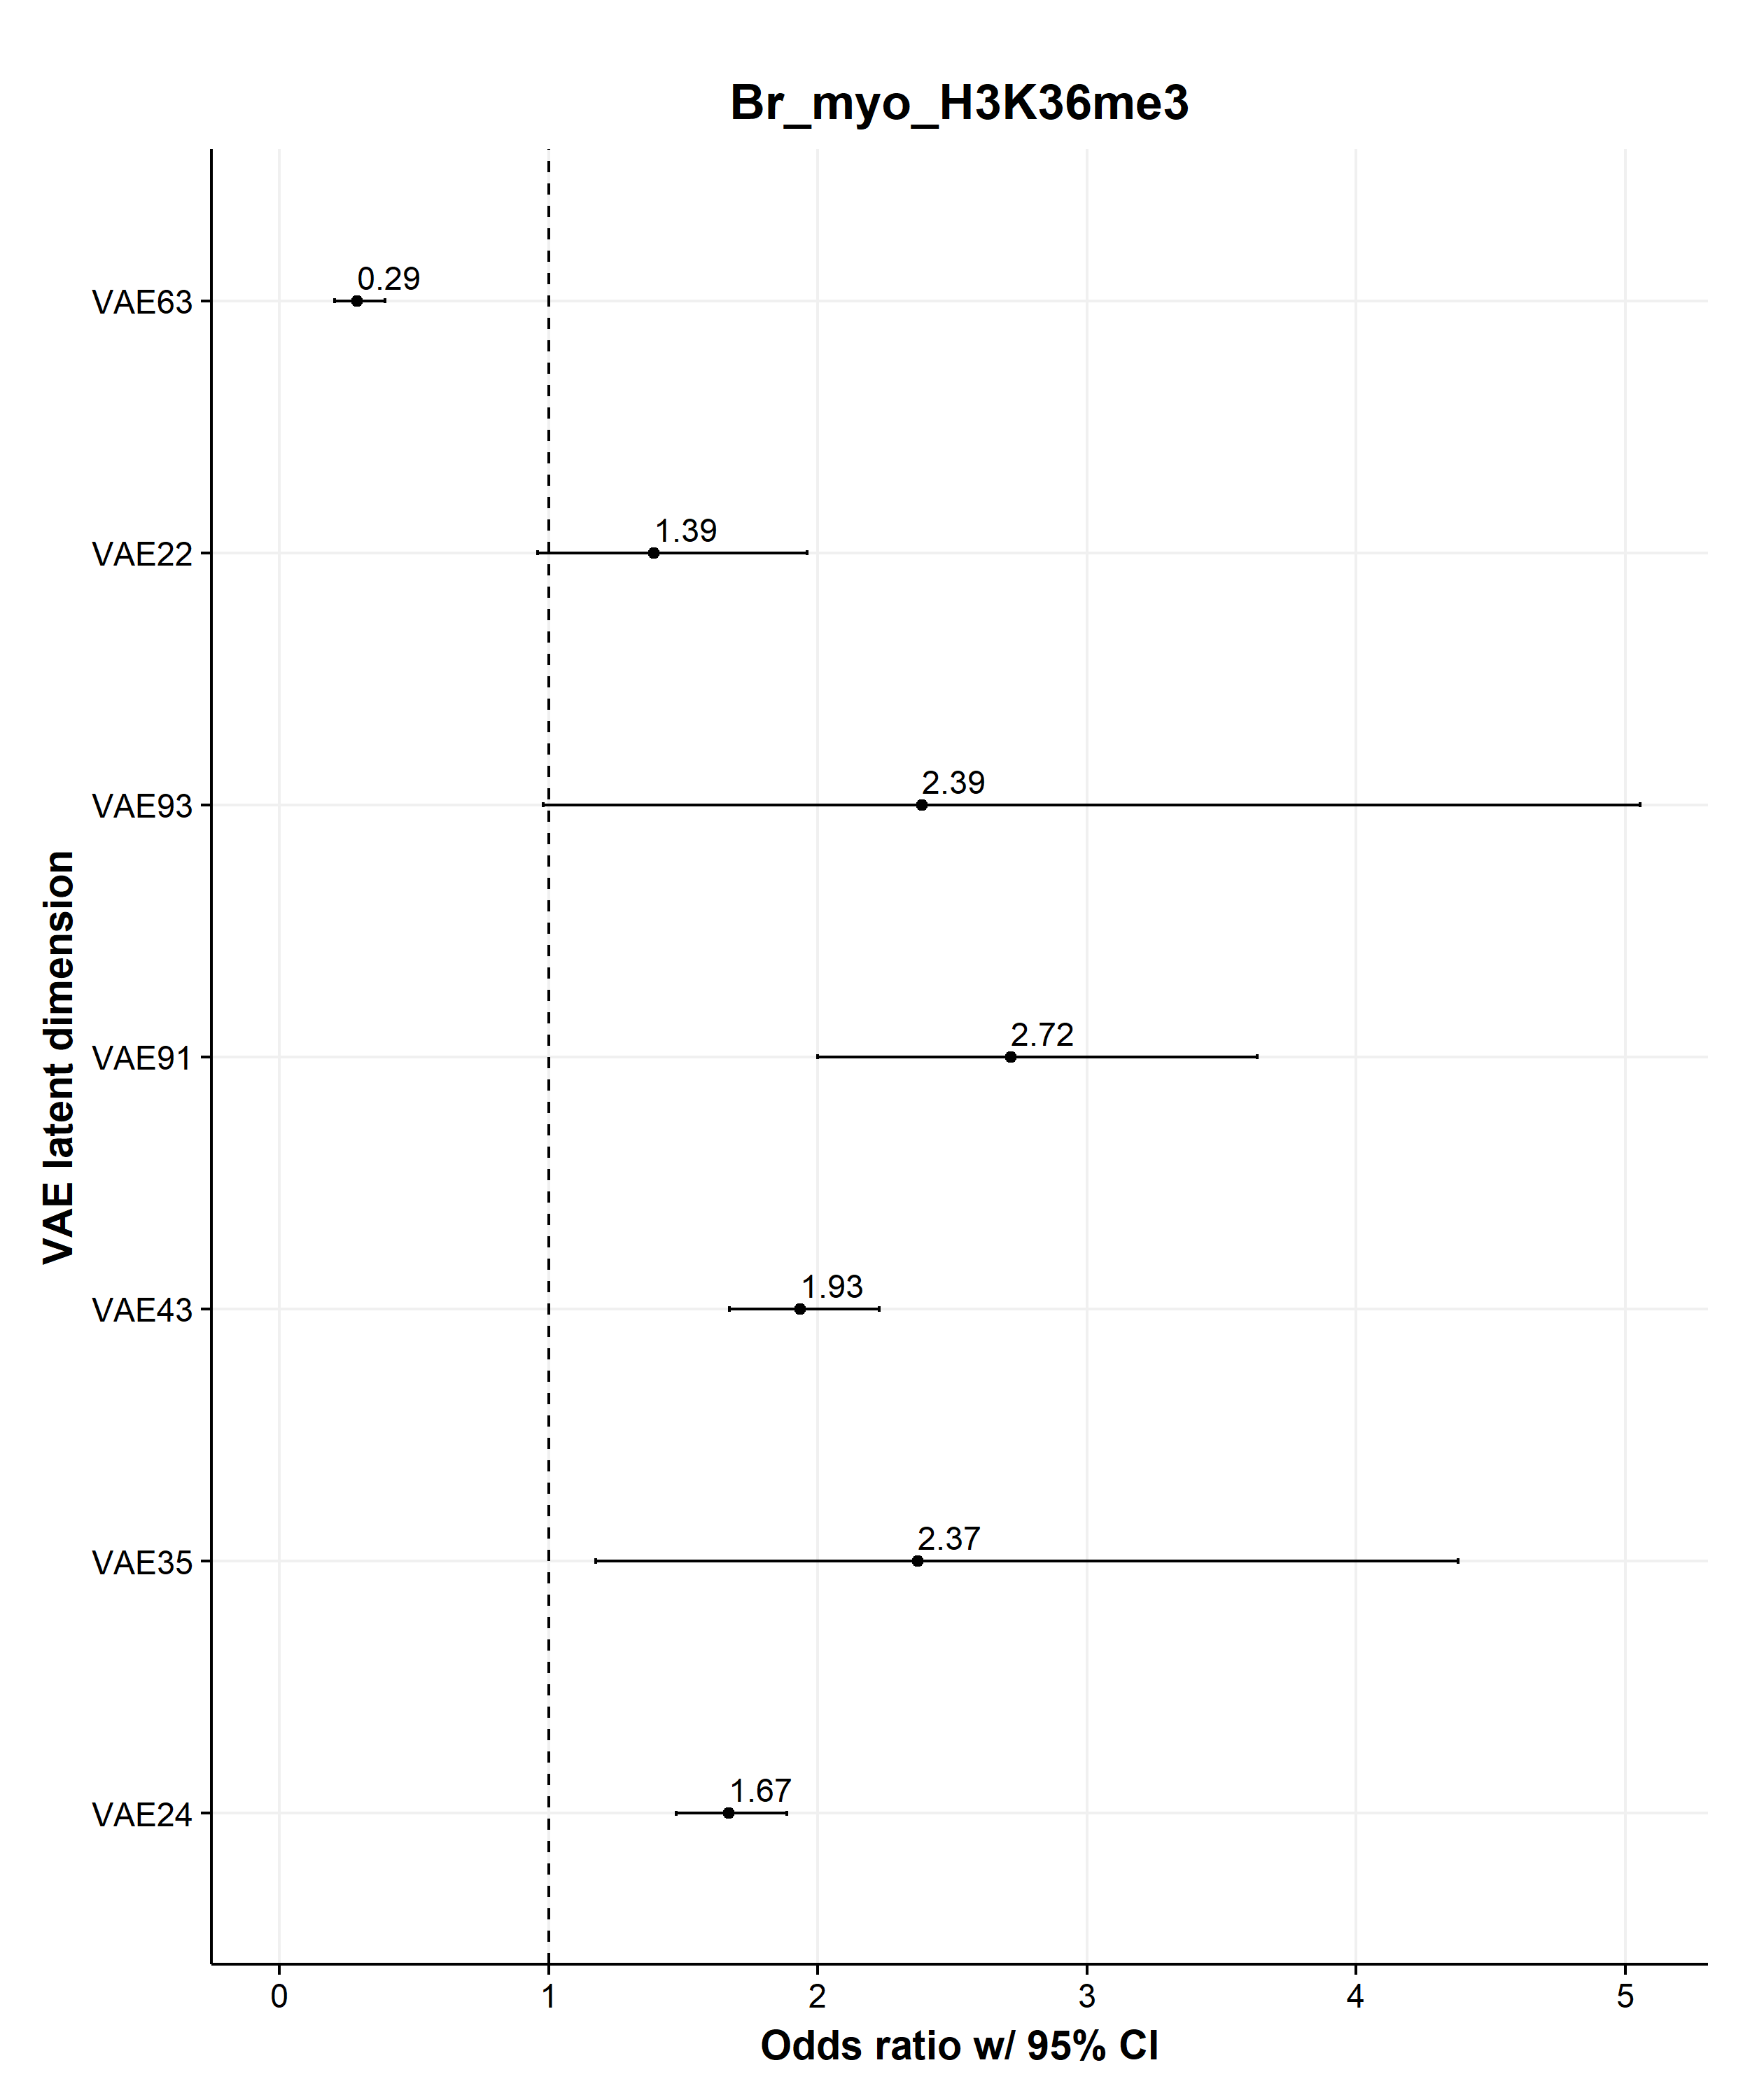 Br_myo_H3K36me3
VAE latent dimension
VAE63
0.29
VAE22
1.39
VAE93
2.39
VAE91
2.72
VAE43
1.93
VAE35
2.37
VAE24
1.67
0 1 2 3 4 5
Odds ratio w/ 95% CI